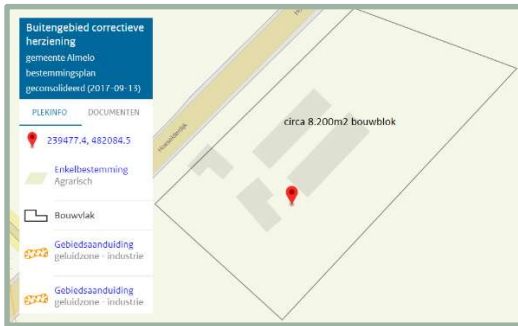 Buitengebied correctieve
herziening
gemeente Almelo
bestemmingsplan
geconsolideerd (2017-09-13)
PLEKINFO DOCUMENTEN
239477.4, 482084.5
Enkelbestemming
Agrarisch
Bouwvlak
Gebiedsaanduiding
geluidzone - industrie
Gebiedsaanduiding
geluidzone - industrie
circa 8.200m2 bouwblok